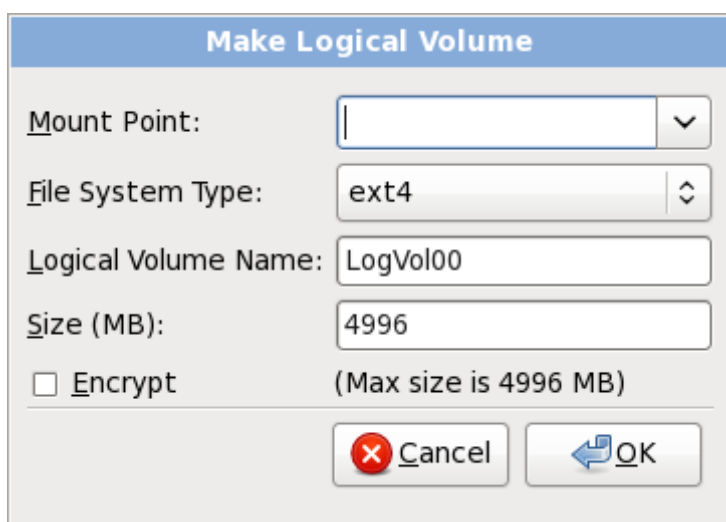 Make Logical Volume
Mount Point:
File System Type: ext4
Logical Volume Name: LogVol00
Size (MB): 4996
Encrypt (Max size is 4996 MB)
Cancel OK